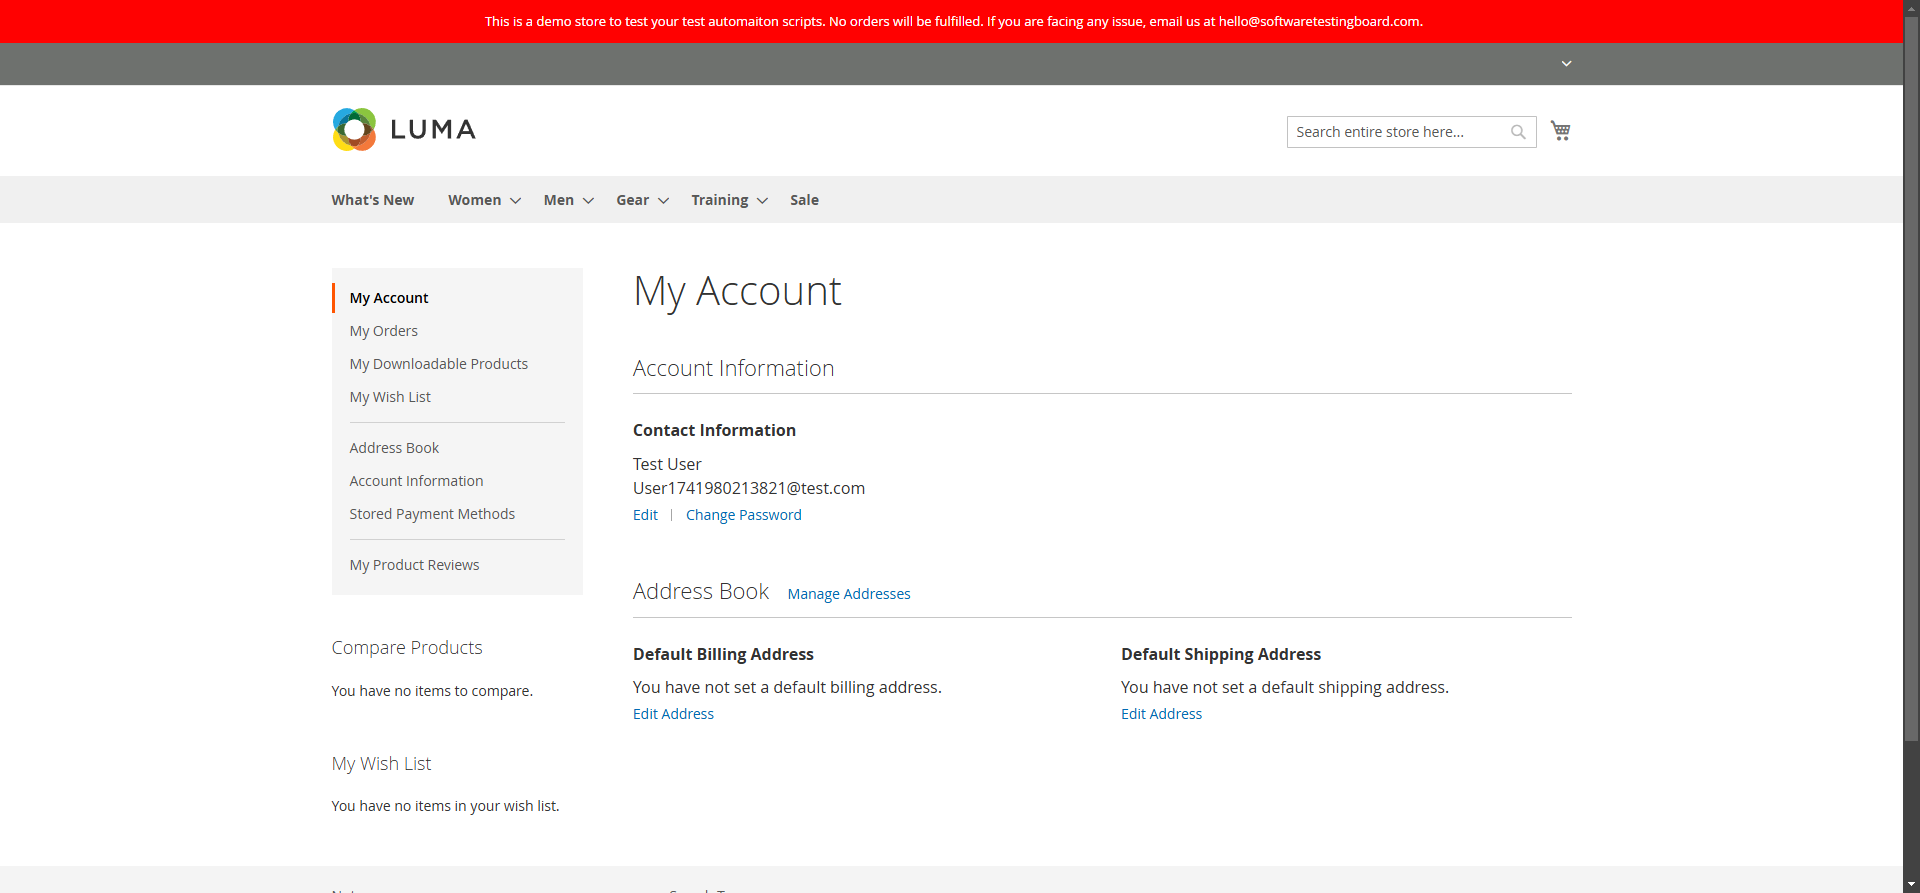 This is a demo store to test your test automaiton scripts. No orders will be fulfilled. If you are facing any issue, email us at hello@softwaretestingboard.com.
LUMA
Search entire store here...
What's New Women Men Gear Training Sale
My Account
My Orders
My Downloadable Products
My Wish List
Address Book
Account Information
Stored Payment Methods
My Product Reviews
Compare Products
You have no items to compare.
My Wish List
You have no items in your wish list.
My Account
Account Information
Contact Information
Test User
User1741980213821@test.com
Edit | Change Password
Address Book Manage Addresses
Default Billing Address
You have not set a default billing address.
Edit Address
Default Shipping Address
You have not set a default shipping address.
Edit Address